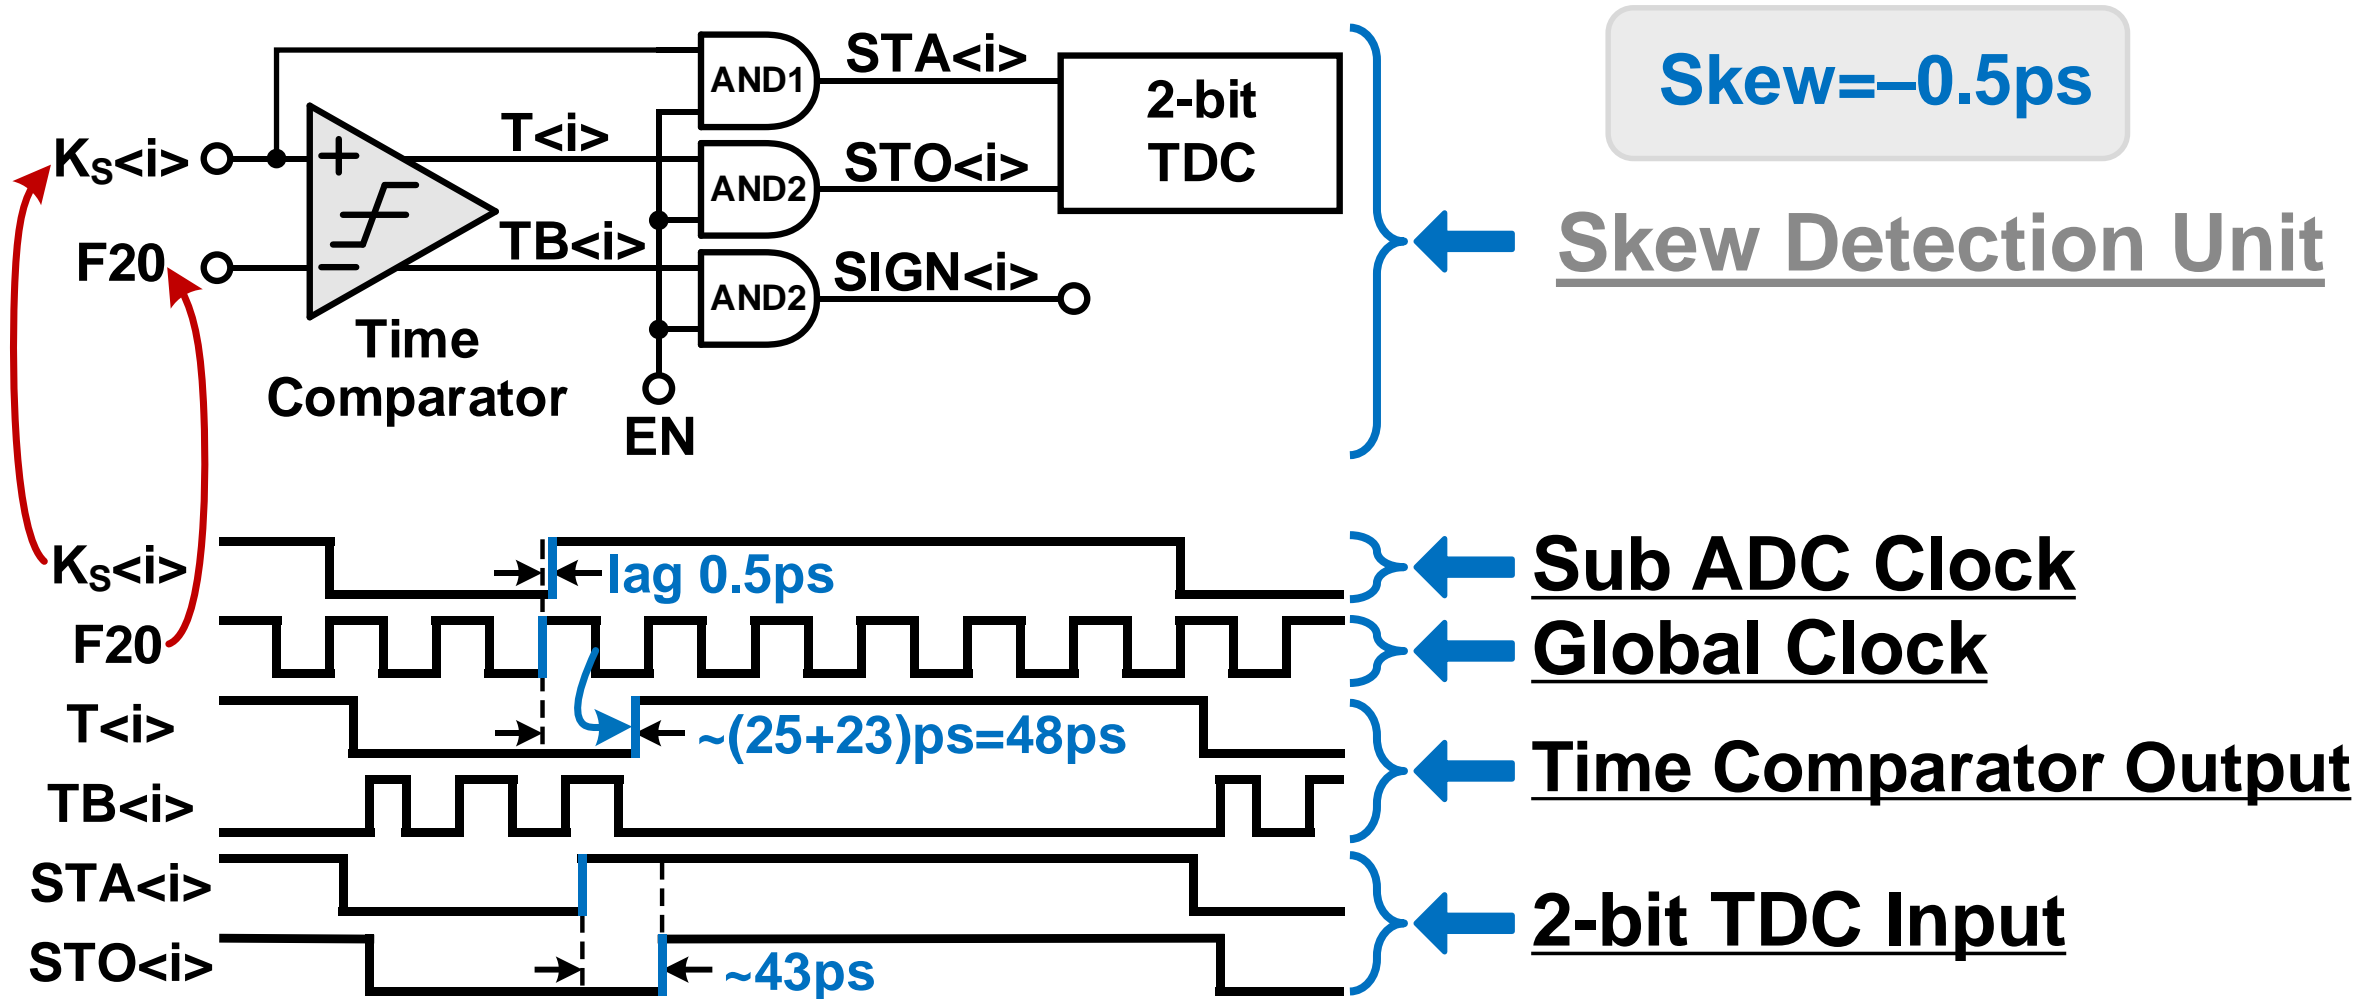 STA<i>
AND1
2-bit
TDC
Skew=–0.5ps
KS<i>
T<i>
STO<i>
AND2
F20
TB<i>
SIGN<i>
AND2
Skew Detection Unit
Time
Comparator
EN
KS<i>
lag 0.5ps
Sub ADC Clock
F20
Global Clock
T<i>
~(25+23)ps=48ps
Time Comparator Output
TB<i>
STA<i>
2-bit TDC Input
STO<i>
~43ps